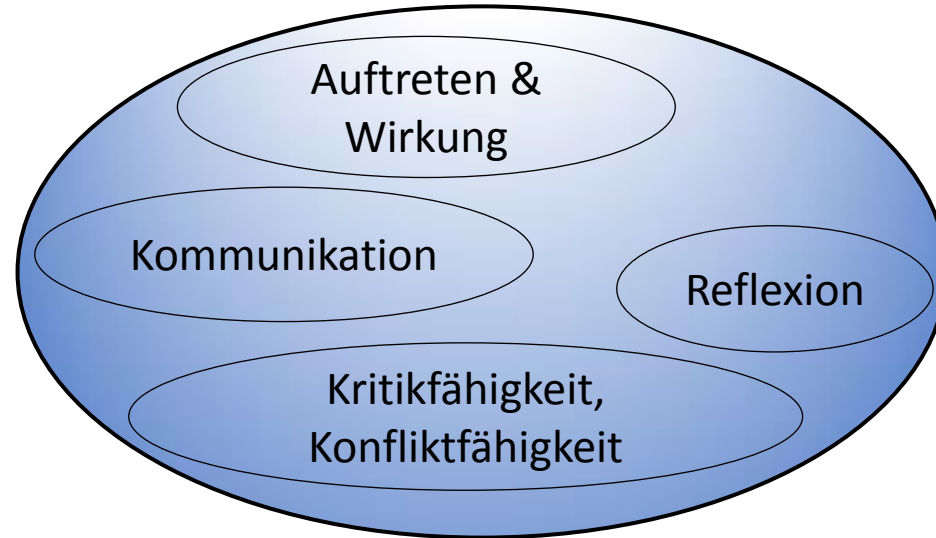 Auftreten &
Wirkung
Kommunikation
Reflexion
Kritikfähigkeit,
Konfliktfähigkeit